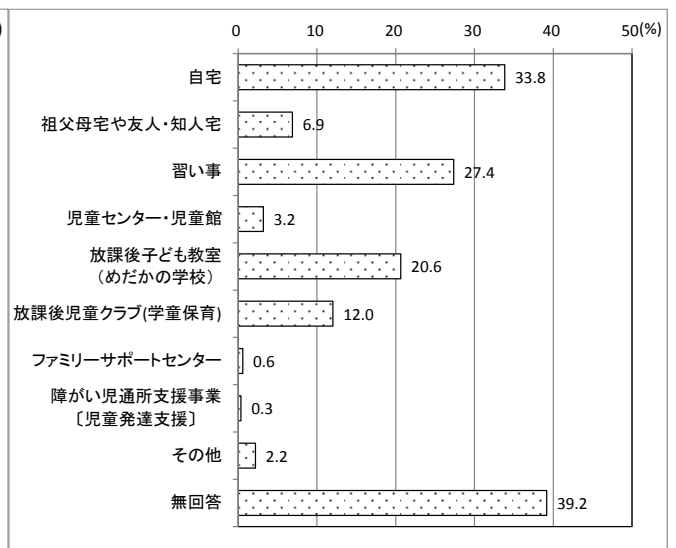 )
0 10 20 30 40 50(%)
自宅 33.8
祖父母宅や友人・知人宅 6.9
習い事 27.4
児童センター・児童館 3.2
放課後子ども教室
（めだかの学校） 20.6
放課後児童クラブ(学童保育) 12.0
ファミリーサポートセンター 0.6
障がい児通所支援事業
〔児童発達支援〕 0.3
その他 2.2
無回答 39.2